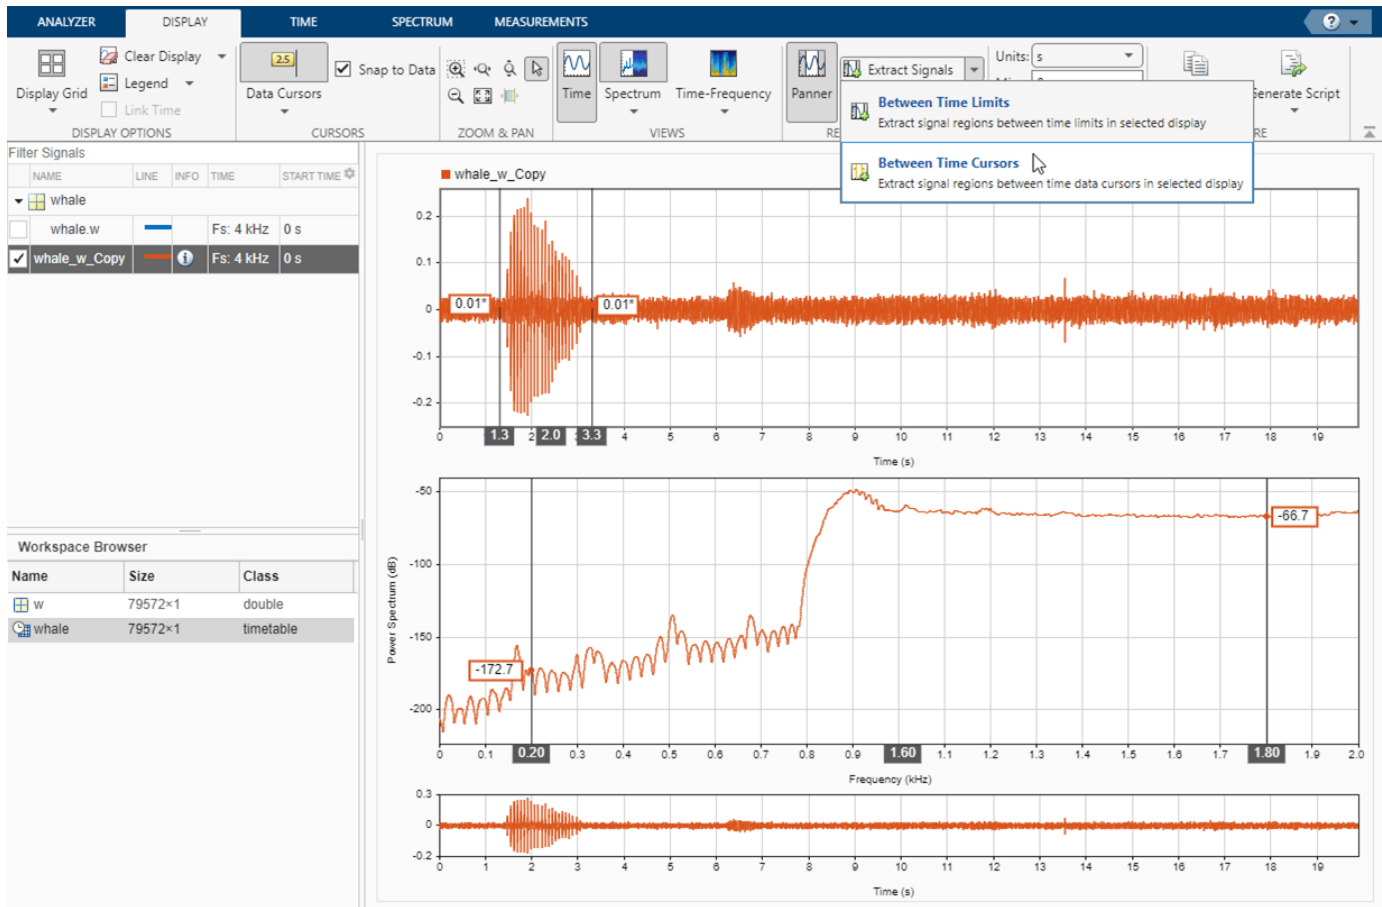 ANALYZER DISPLAY TIME SPECTRUM MEASUREMENTS ?
Display Grid
Clear Display
Legend
Link Time
DISPLAY OPTIONS
2.5
Data Cursors
Snap to Data
CURSORS
ZOOM & PAN
Time Spectrum Time-Frequency
VIEWS
Panner
Extract Signals
Units: s
Generate Script
Between Time Limits
Extract signal regions between time limits in selected display
Between Time Cursors
Extract signal regions between time data cursors in selected display
Filter Signals
NAME LINE INFO TIME START TIME
whale
whale.w Fs: 4 kHz 0 s
whale_w_Copy i Fs: 4 kHz 0 s
Workspace Browser
Name Size Class
w 79572×1 double
whale 79572×1 timetable
whale_w_Copy
0.2
0.1
0
-0.1
-0.2
0.01* 0.01*
0 1.3 2 2.0 3.3 4 5 6 7 8 9 10 11 12 13 14 15 16 17 18 19
Time (s)
Power Spectrum (dB)
-50
-100
-150
-200
-66.7
-172.7
0 0.1 0.20 0.3 0.4 0.5 0.6 0.7 0.8 0.9 1.60 1.1 1.2 1.3 1.4 1.5 1.6 1.7 1.80 1.9 2.0
Frequency (kHz)
0.3
0
-0.2
0 1 2 3 4 5 6 7 8 9 10 11 12 13 14 15 16 17 18 19
Time (s)